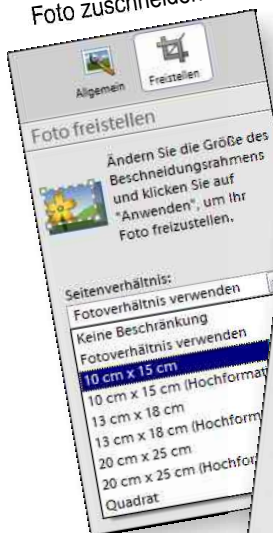 Foto zuschneiden
Allgemein
Freistellen
Foto freistellen
Ändern Sie die Größe des
Beschneidungsrahmens
und klicken Sie auf
"Anwenden", um Ihr
Foto freizustellen.
Seitenverhältnis:
Fotoverhältnis verwenden
Keine Beschränkung
Fotoverhältnis verwenden
10 cm x 15 cm
10 cm x 15 cm (Hochformat
13 cm x 18 cm
13 cm x 18 cm (Hochform
20 cm x 25 cm
20 cm x 25 cm (Hochfor
Quadrat